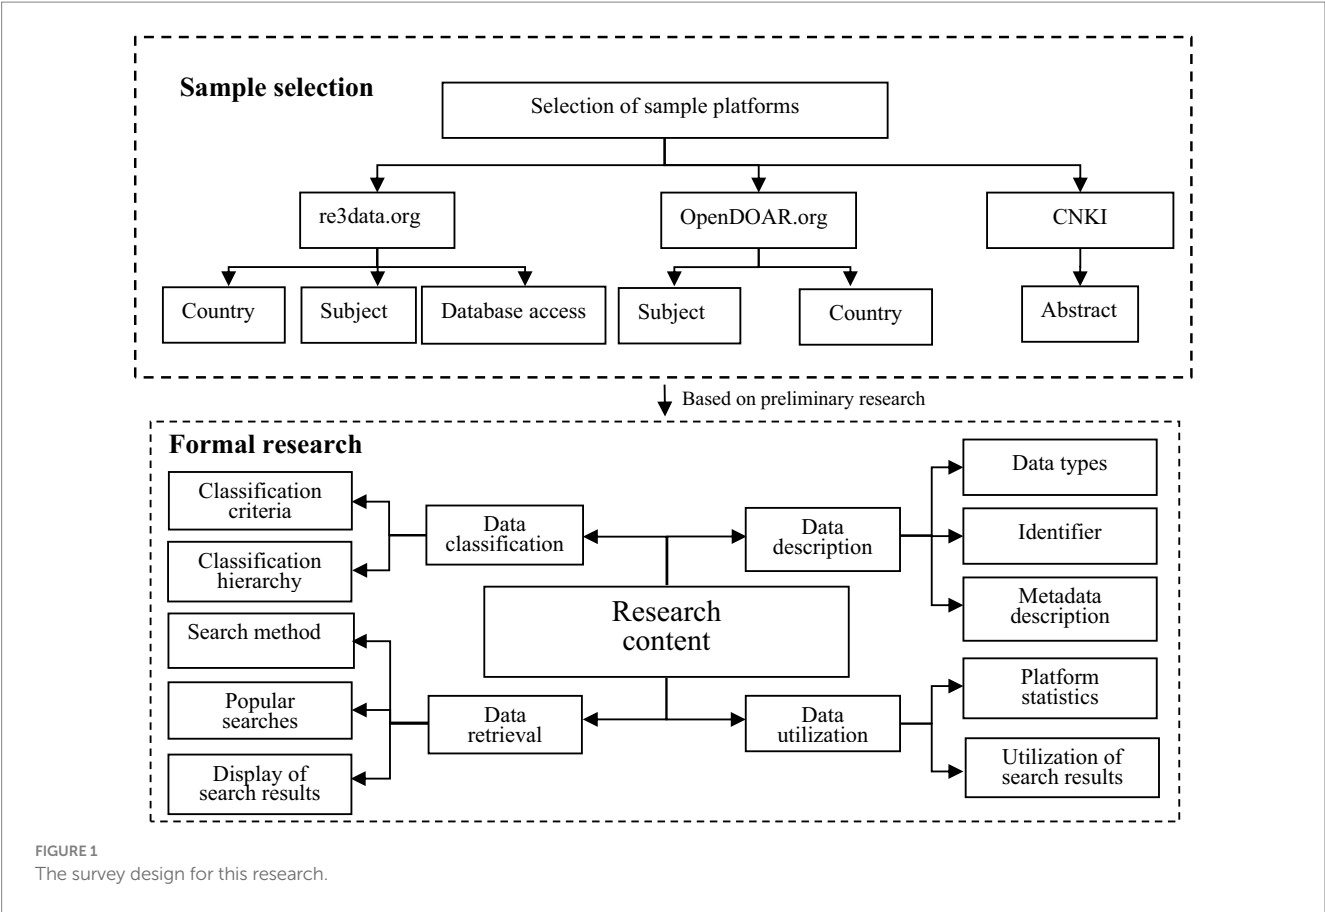 Sample selection
Selection of sample platforms
re3data.org
OpenDOAR.org
CNKI
Country
Subject
Database access
Subject
Country
Abstract
Based on preliminary research
Formal research
Classification
criteria
Classification
hierarchy
Search method
Popular
searches
Display of
search results
Data
classification
Data
retrieval
Research
content
Data
description
Data
utilization
Data types
Identifier
Metadata
description
Platform
statistics
Utilization of
search results
FIGURE 1
The survey design for this research.